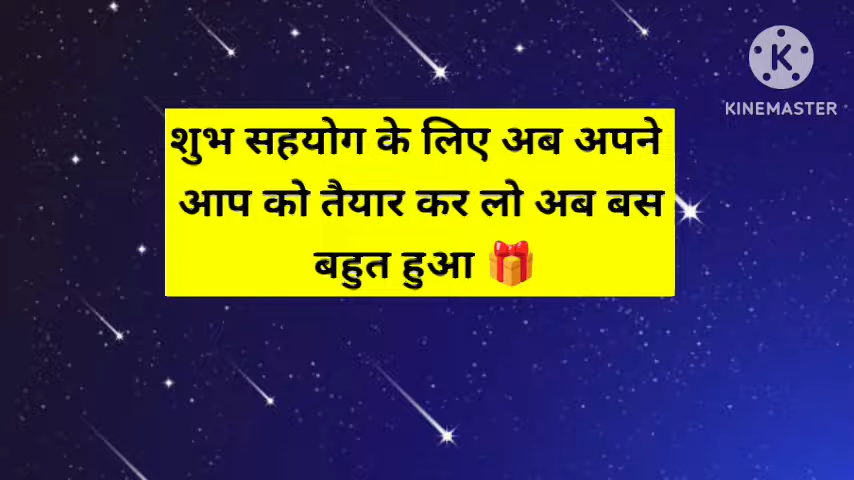 शुभ सहयोग के लिए अब अपने
आप को तैयार कर लो अब बस
बहुत हुआ 🎁
K
KINEMASTER